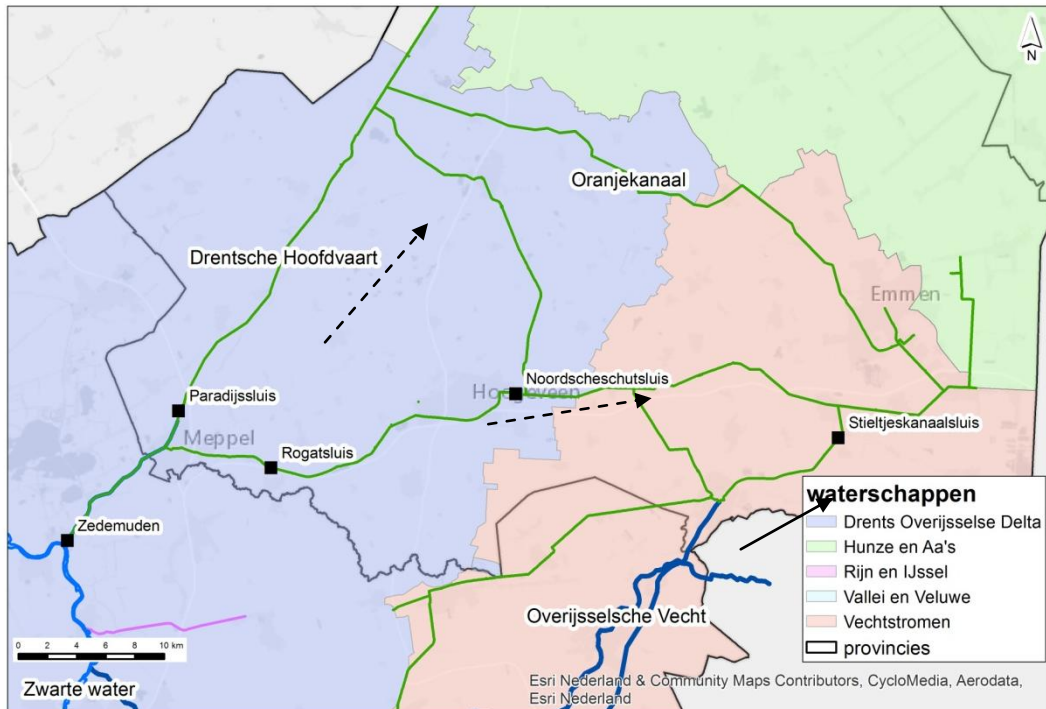 N
Oranjekanaal
Drentsche Hoofdvaart
Emmen
Noordscheschutsluis
Hoogeveen
Paradijssluis
Meppel
Stieltjeskanaalsluis
Rogatsluis
Zedemuden
Overijsselsche Vecht
waterschappen
Drents Overijsselse Delta
Hunze en Aa's
Rijn en IJssel
Vallei en Veluwe
Vechtstromen
provincies
0 2 4 6 8 10 km
Zwarte water
Esri Nederland & Community Maps Contributors, CycloMedia, Aerodata,
Esri Nederland